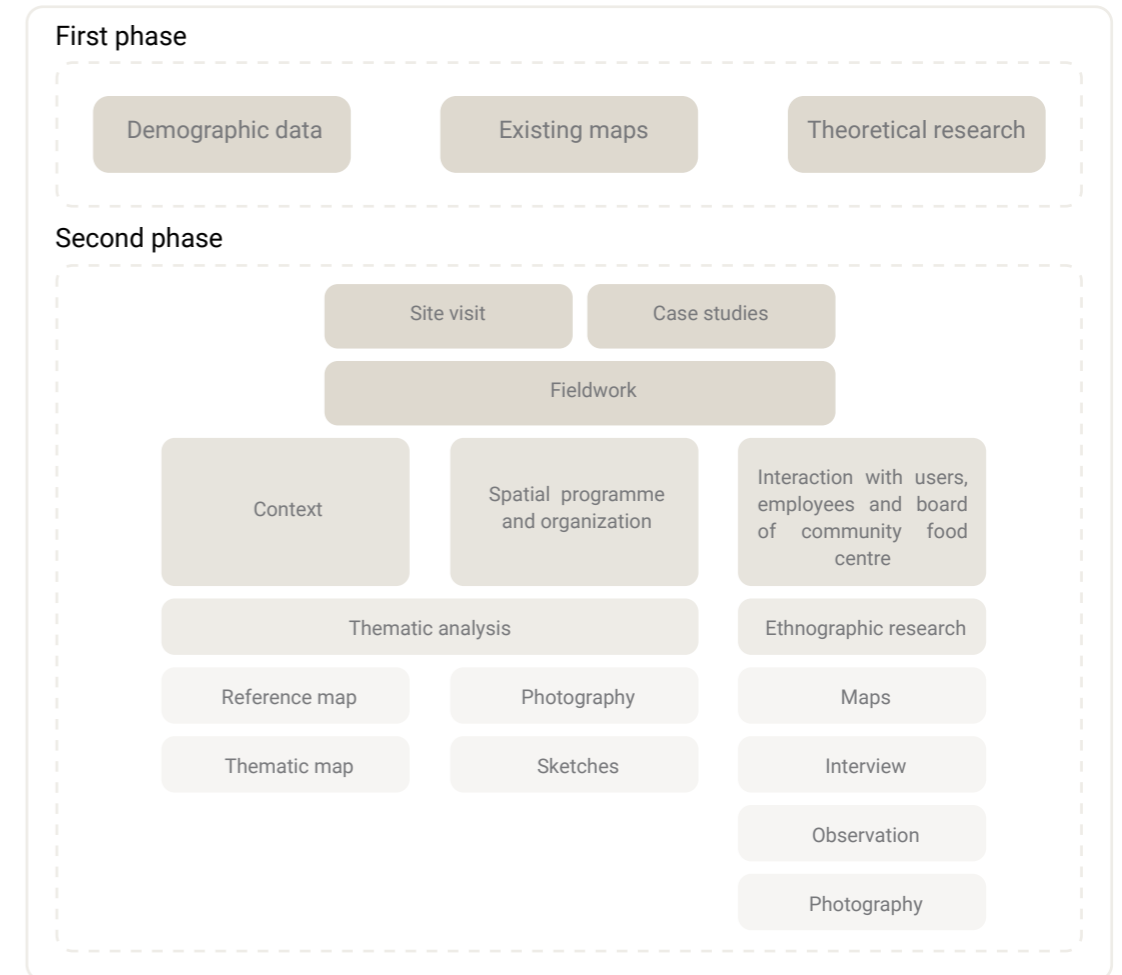 First phase
Demographic data
Existing maps
Theoretical research
Second phase
Site visit
Case studies
Fieldwork
Context
Spatial programme
and organization
Interaction with users,
employees and board
of community food
centre
Thematic analysis
Ethnographic research
Reference map
Photography
Maps
Thematic map
Sketches
Interview
Observation
Photography